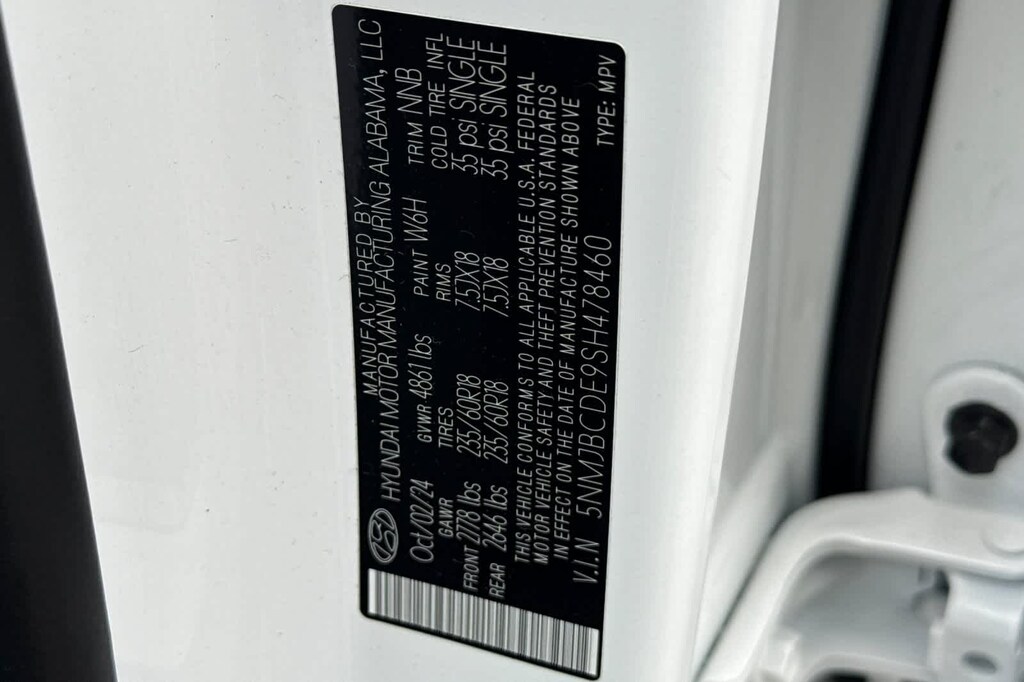 MANUFACTURED BY
HYUNDAI MOTOR MANUFACTURING ALABAMA, LLC
Oct/02/24 GVWR 4861 lbs PAINT W6H TRIM NNB
GAWR TIRES RIMS COLD TIRE INFL
FRONT 2778 lbs 235/60R18 7.5JX18 35 psi SINGLE
REAR 2646 lbs 235/60R18 7.5JX18 35 psi SINGLE
THIS VEHICLE CONFORMS TO ALL APPLICABLE U.S.A. FEDERAL
MOTOR VEHICLE SAFETY AND THEFT PREVENTION STANDARDS
IN EFFECT ON THE DATE OF MANUFACTURE SHOWN ABOVE
V.I.N 5NMJBCDE9SH478460 TYPE: MPV